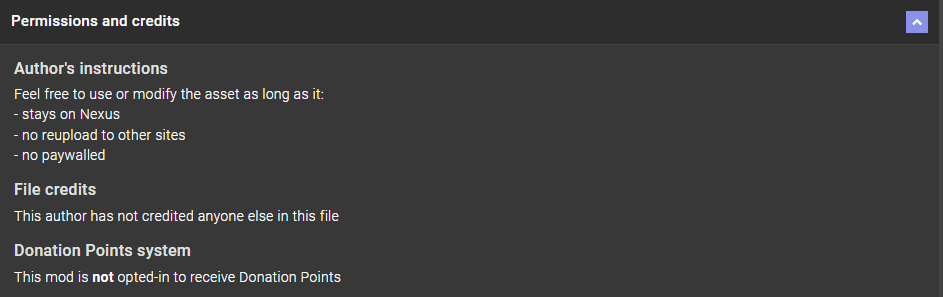 Permissions and credits
Author's instructions
Feel free to use or modify the asset as long as it:
- stays on Nexus
- no reupload to other sites
- no paywalled
File credits
This author has not credited anyone else in this file
Donation Points system
This mod is not opted-in to receive Donation Points